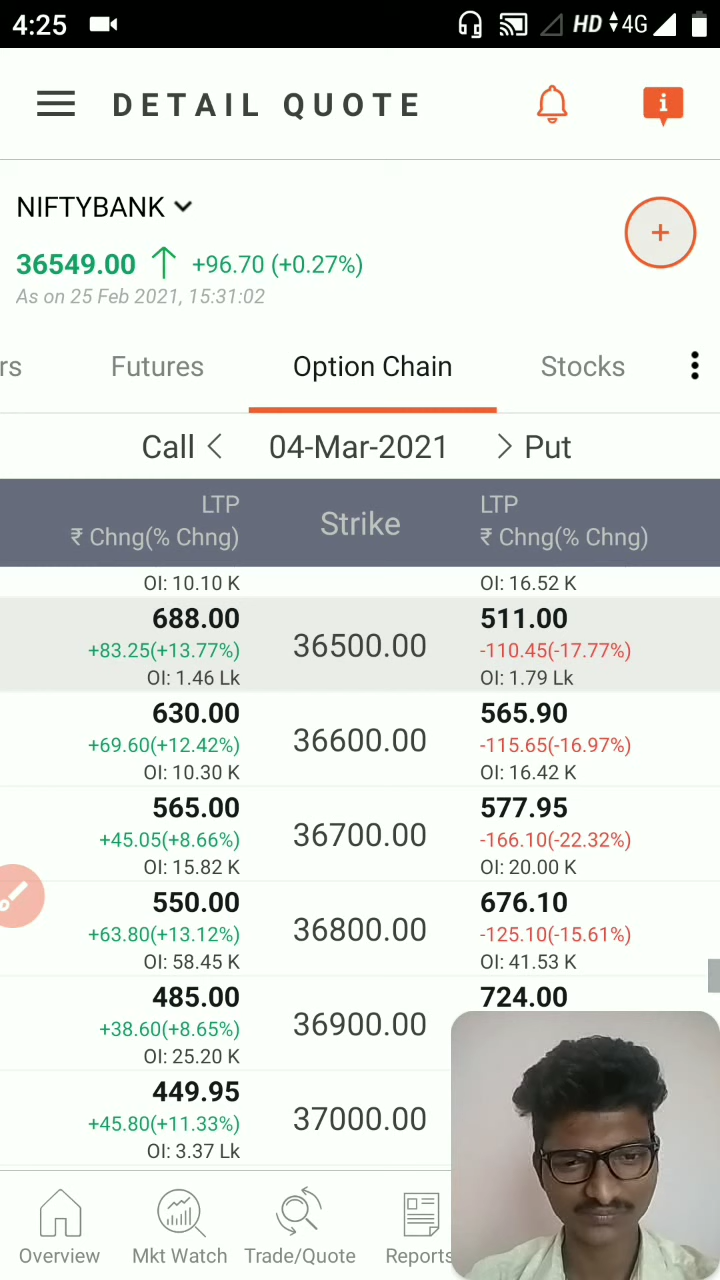 4:25 HD 4G
DETAIL QUOTE
NIFTYBANK
36549.00 +96.70 (+0.27%)
As on 25 Feb 2021, 15:31:02
rs Futures Option Chain Stocks
Call < 04-Mar-2021 > Put
LTP Strike LTP
₹ Chng(% Chng) ₹ Chng(% Chng)
OI: 10.10 K OI: 16.52 K
688.00 511.00
+83.25(+13.77%) 36500.00 -110.45(-17.77%)
OI: 1.46 Lk OI: 1.79 Lk
630.00 565.90
+69.60(+12.42%) 36600.00 -115.65(-16.97%)
OI: 10.30 K OI: 16.42 K
565.00 577.95
+45.05(+8.66%) 36700.00 -166.10(-22.32%)
OI: 15.82 K OI: 20.00 K
550.00 676.10
+63.80(+13.12%) 36800.00 -125.10(-15.61%)
OI: 58.45 K OI: 41.53 K
485.00 724.00
+38.60(+8.65%) 36900.00
OI: 25.20 K
449.95
+45.80(+11.33%) 37000.00
OI: 3.37 Lk
Overview Mkt Watch Trade/Quote Reports